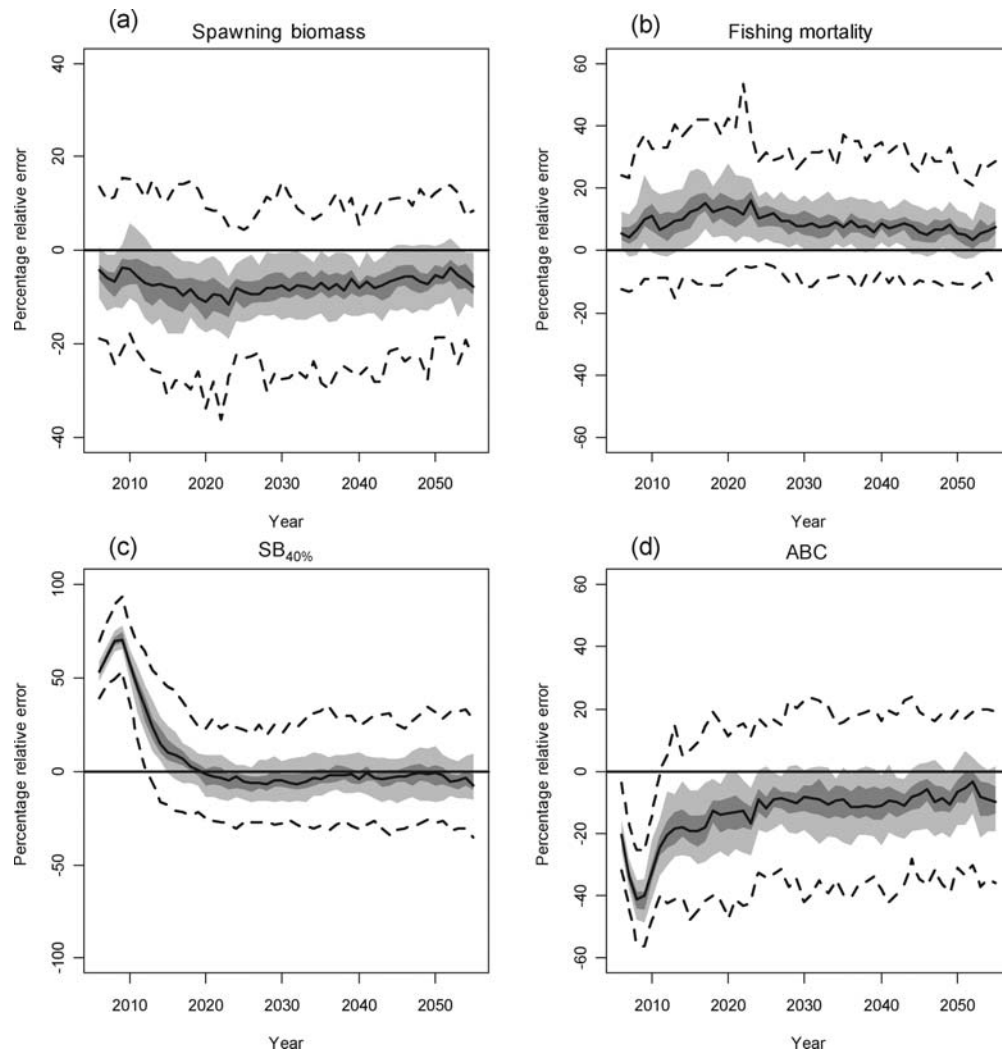 (a)
Spawning biomass
Percentage relative error
40
20
0
-20
-40
2010 2020 2030 2040 2050
Year
(b)
Fishing mortality
Percentage relative error
60
40
20
0
-20
-40
-60
2010 2020 2030 2040 2050
Year
(c)
SB40%
Percentage relative error
100
50
0
-50
-100
2010 2020 2030 2040 2050
Year
(d)
ABC
Percentage relative error
60
40
20
0
-20
-40
-60
2010 2020 2030 2040 2050
Year